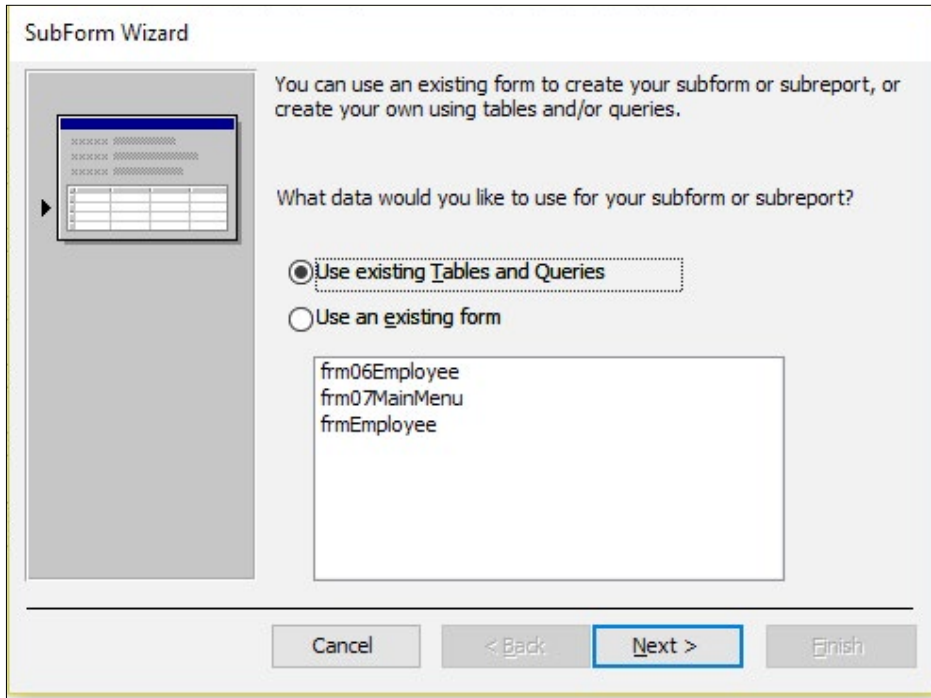 SubForm Wizard
You can use an existing form to create your subform or subreport, or
create your own using tables and/or queries.
What data would you like to use for your subform or subreport?
Use existing Tables and Queries
Use an existing form
frm06Employee
frm07MainMenu
frmEmployee
Cancel
< Back
Next >
Finish